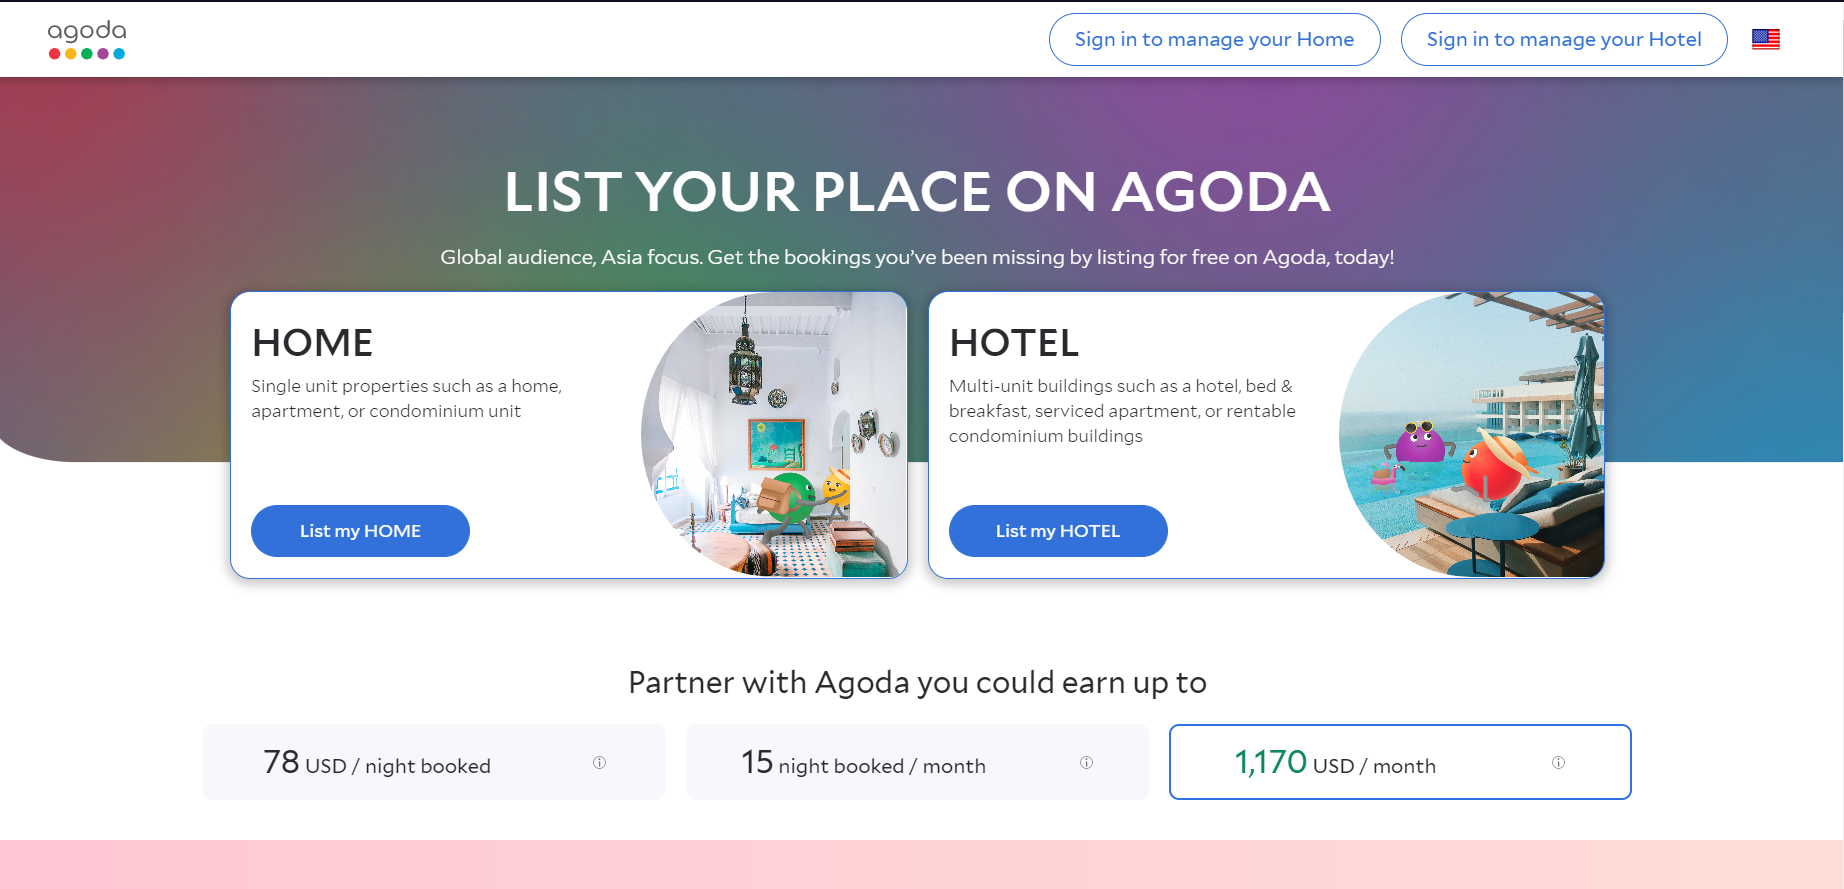 agoda
Sign in to manage your Home
Sign in to manage your Hotel
LIST YOUR PLACE ON AGODA
Global audience, Asia focus. Get the bookings you’ve been missing by listing for free on Agoda, today!
HOME
Single unit properties such as a home,
apartment, or condominium unit
List my HOME
HOTEL
Multi-unit buildings such as a hotel, bed &
breakfast, serviced apartment, or rentable
condominium buildings
List my HOTEL
Partner with Agoda you could earn up to
78 USD / night booked
15 night booked / month
1,170 USD / month